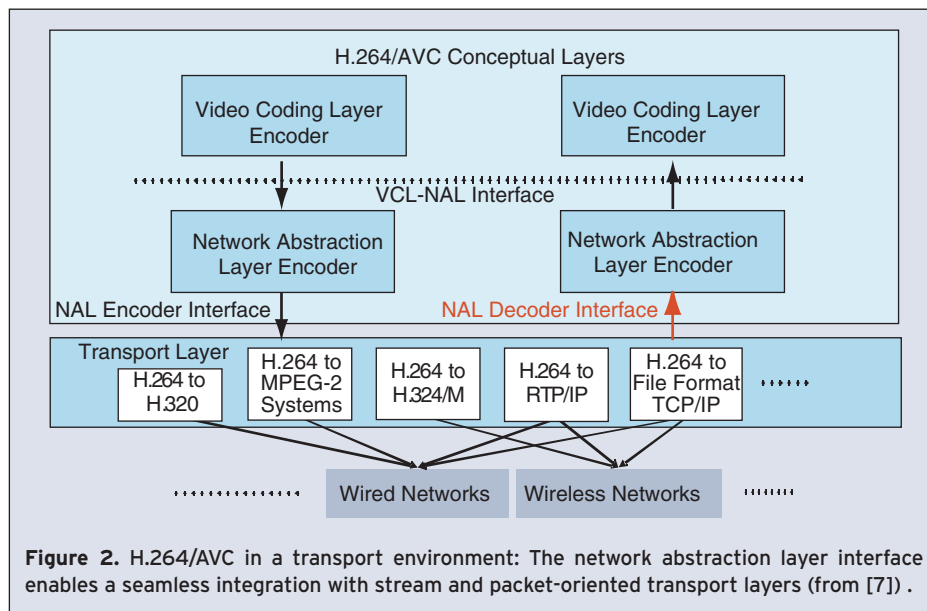 H.264/AVC Conceptual Layers
Video Coding Layer
Encoder
Video Coding Layer
Encoder
VCL-NAL Interface
Network Abstraction
Layer Encoder
Network Abstraction
Layer Encoder
NAL Encoder Interface
NAL Decoder Interface
Transport Layer
H.264 to
H.320
H.264 to
MPEG-2
Systems
H.264 to
H.324/M
H.264 to
RTP/IP
H.264 to
File Format
TCP/IP
Wired Networks
Wireless Networks
Figure 2. H.264/AVC in a transport environment: The network abstraction layer interface
enables a seamless integration with stream and packet-oriented transport layers (from [7]) .